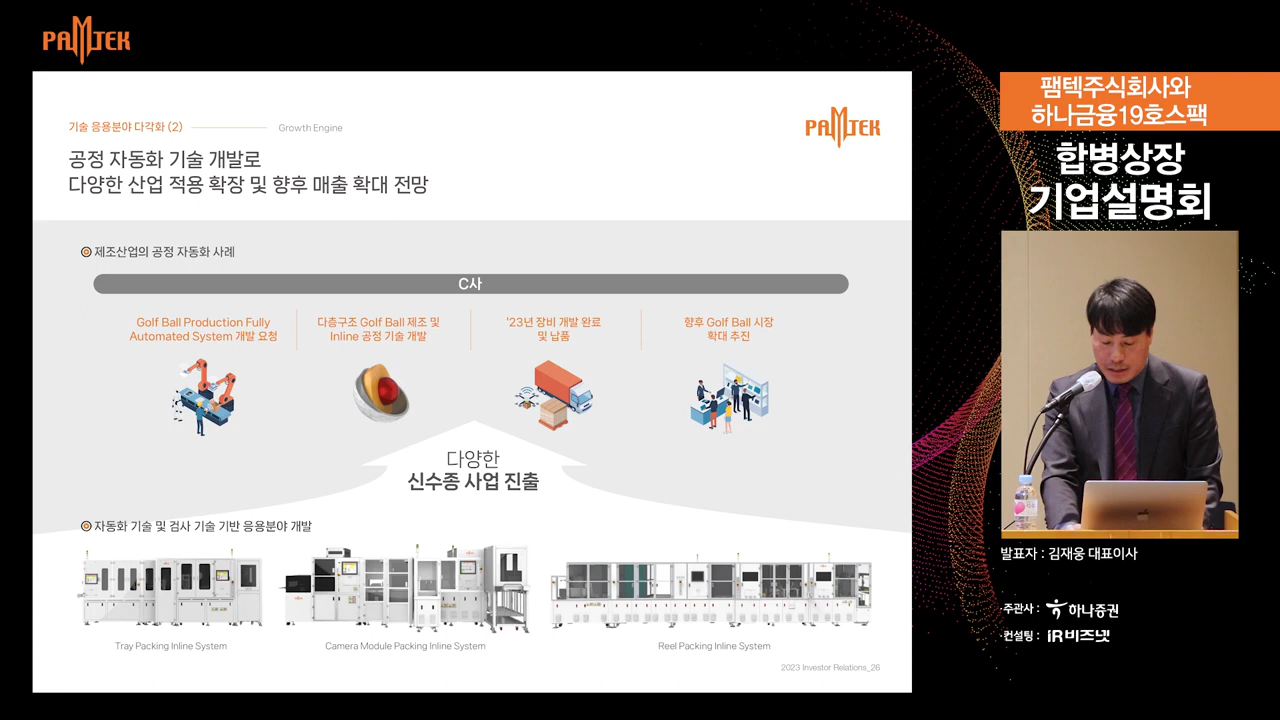 PAMTEK
기술 응용분야 다각화 (2)
Growth Engine
PAMTEK
공정 자동화 기술 개발로
다양한 산업 적용 확장 및 향후 매출 확대 전망
제조산업의 공정 자동화 사례
C사
Golf Ball Production Fully
Automated System 개발 요청
다층구조 Golf Ball 제조 및
Inline 공정 기술 개발
'23년 장비 개발 완료
및 납품
향후 Golf Ball 시장
확대 추진
다양한
신수종 사업 진출
자동화 기술 및 검사 기술 기반 응용분야 개발
Tray Packing Inline System
Camera Module Packing Inline System
Reel Packing Inline System
2023 Investor Relations_26
팸텍주식회사와
하나금융19호스팩
합병상장
기업설명회
발표자 : 김재웅 대표이사
주관사 : 하나증권
컨설팅 : iR비즈넷